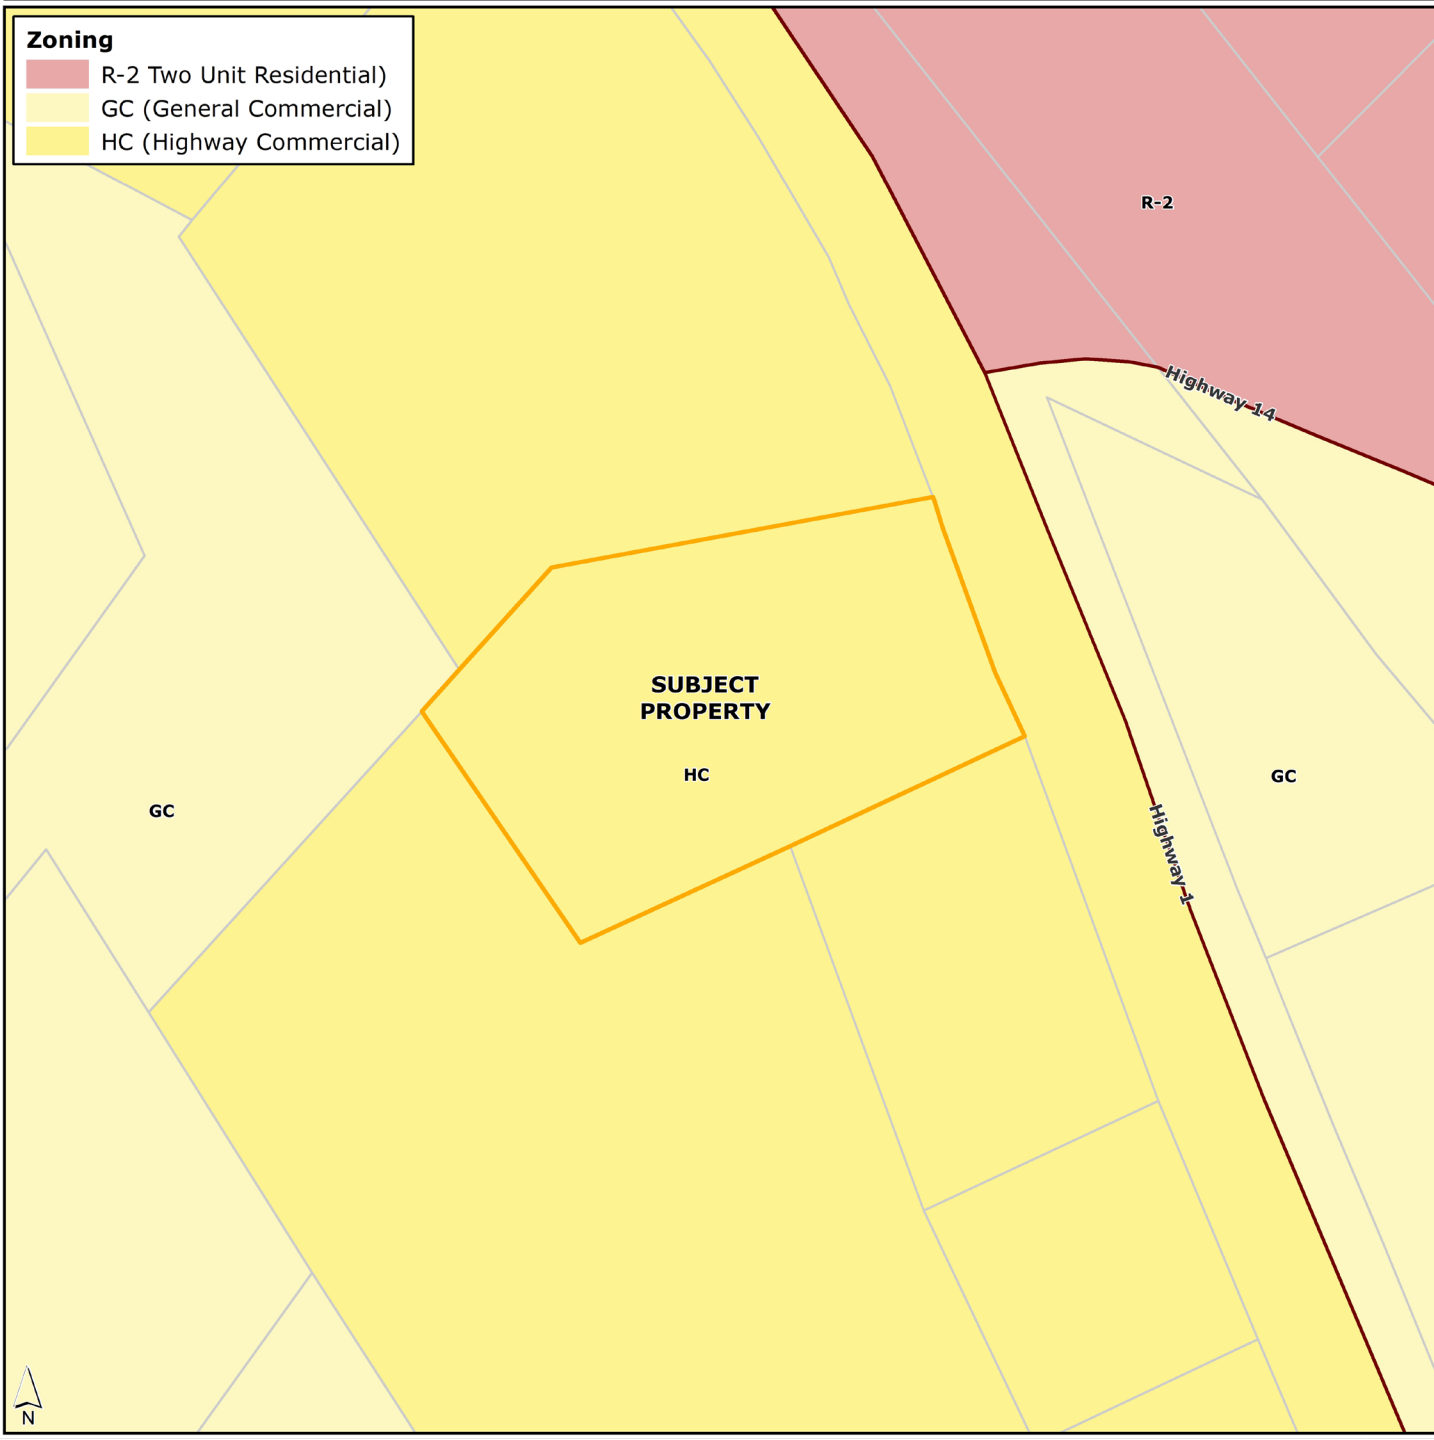 Zoning
R-2 Two Unit Residential)
GC (General Commercial)
HC (Highway Commercial)
R-2
Highway 14
SUBJECT
PROPERTY
HC
GC
GC
Highway 1
N